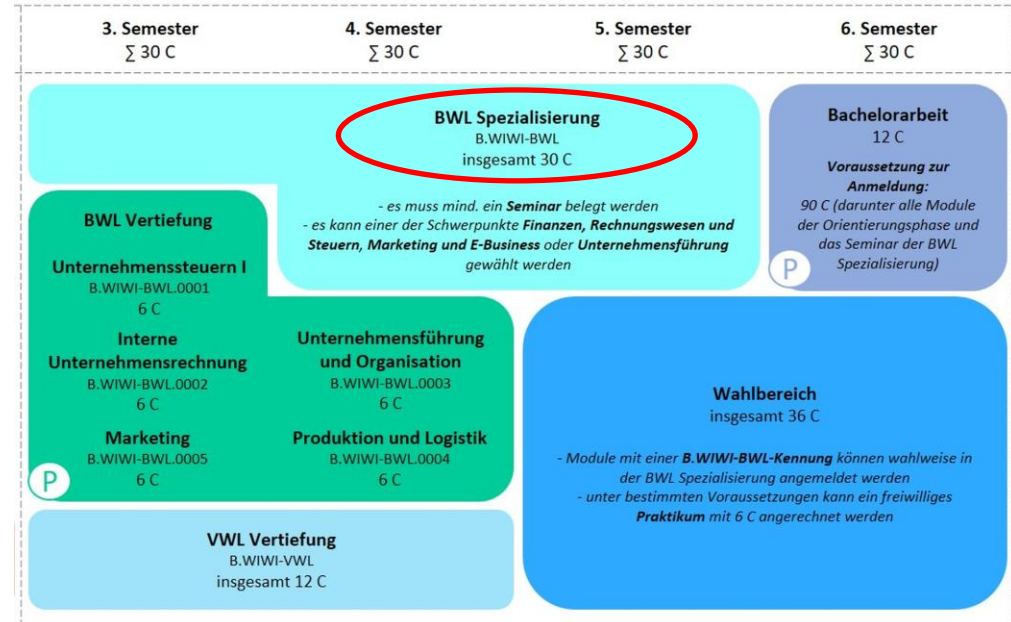 3. Semester
∑ 30 C
4. Semester
∑ 30 C
5. Semester
∑ 30 C
6. Semester
∑ 30 C
BWL Spezialisierung
B.WIWI-BWL
insgesamt 30 C
- es muss mind. ein Seminar belegt werden
- es kann einer der Schwerpunkte Finanzen, Rechnungswesen und
Steuern, Marketing und E-Business oder Unternehmensführung
gewählt werden
Bachelorarbeit
12 C
Voraussetzung zur
Anmeldung:
90 C (darunter alle Module
der Orientierungsphase und
das Seminar der BWL
Spezialisierung)
P
BWL Vertiefung
Unternehmenssteuern I
B.WIWI-BWL.0001
6 C
Interne
Unternehmensrechnung
B.WIWI-BWL.0002
6 C
Marketing
B.WIWI-BWL.0005
6 C
Unternehmensführung
und Organisation
B.WIWI-BWL.0003
6 C
Produktion und Logistik
B.WIWI-BWL.0004
6 C
P
Wahlbereich
insgesamt 36 C
- Module mit einer B.WIWI-BWL-Kennung können wahlweise in
der BWL Spezialisierung angemeldet werden
- unter bestimmten Voraussetzungen kann ein freiwilliges
Praktikum mit 6 C angerechnet werden
VWL Vertiefung
B.WIWI-VWL
insgesamt 12 C